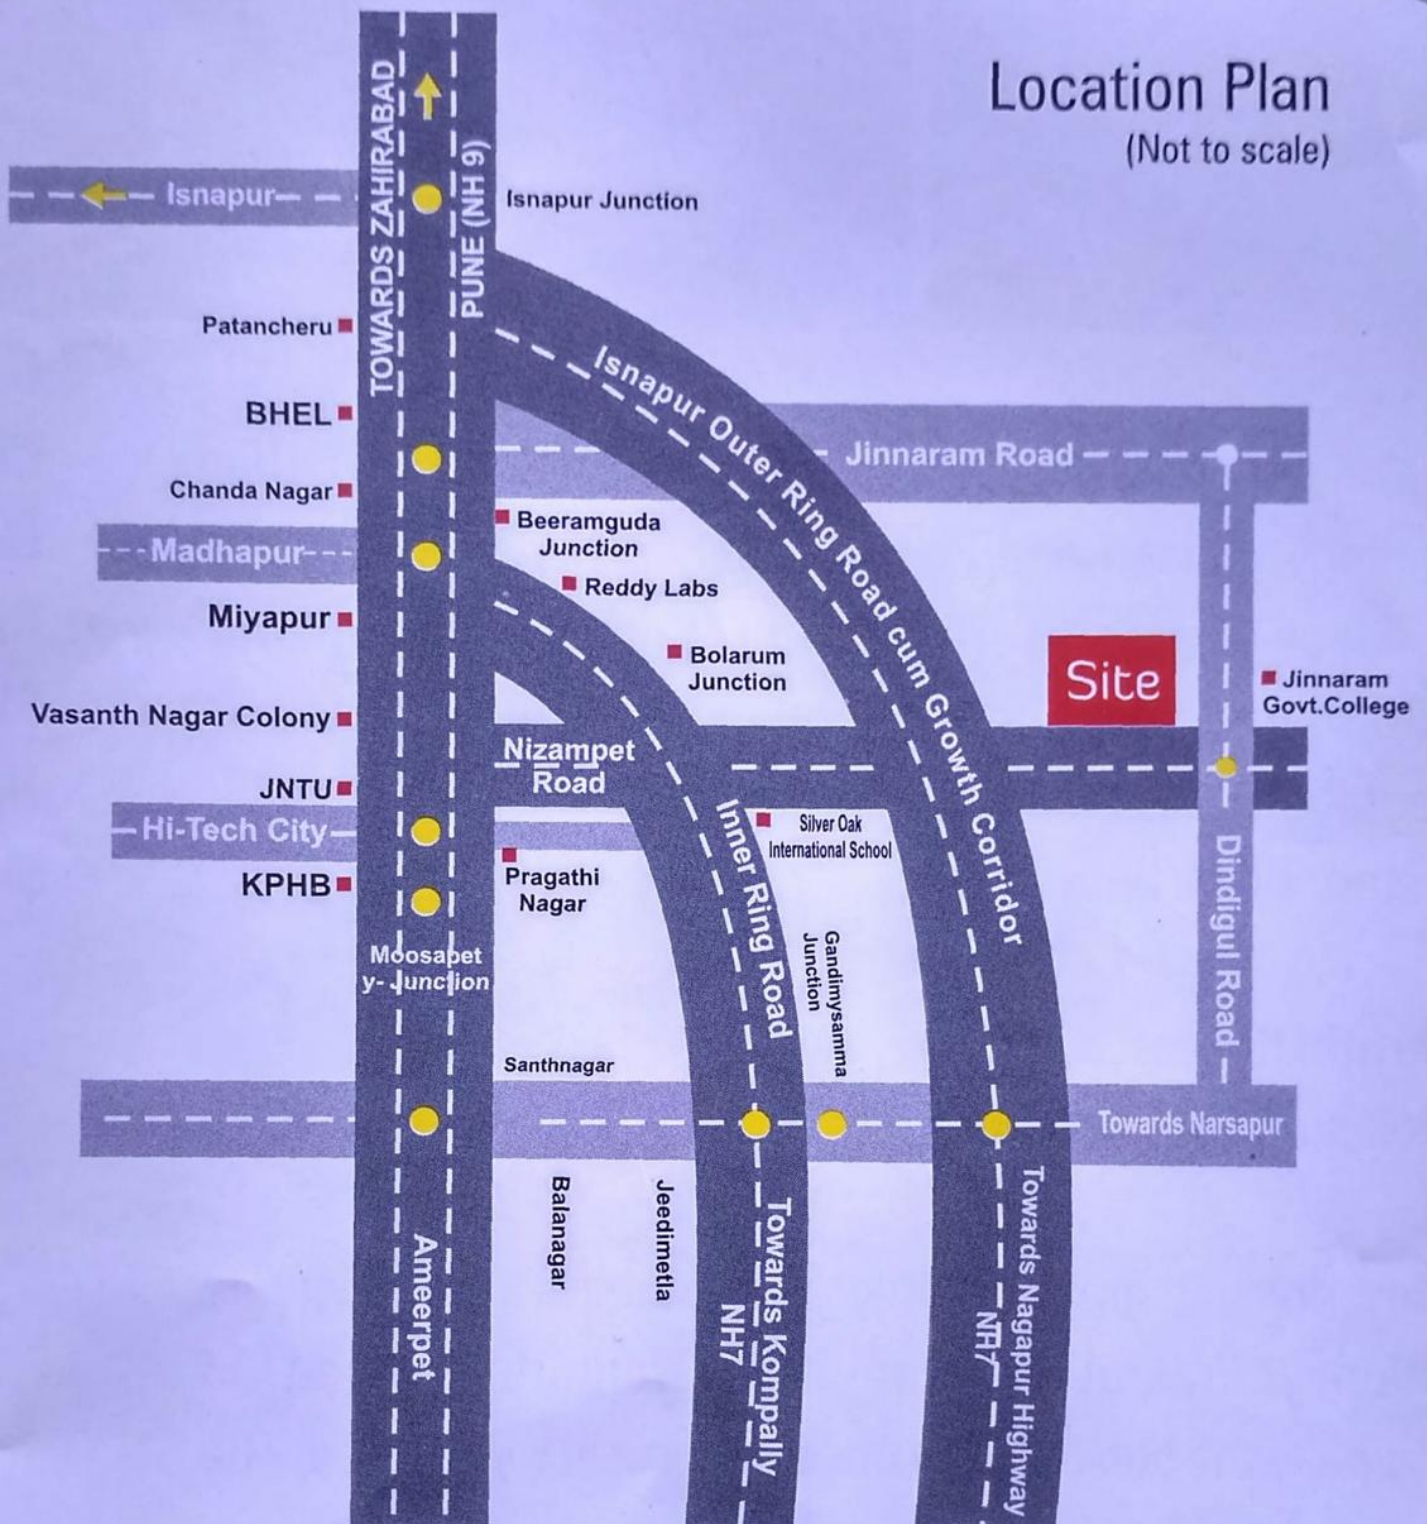 Location Plan
(Not to scale)
TOWARDS ZAHIRABAD
PUNE (NH 9)
Isnapur
Isnapur Junction
Patancheru
BHEL
Chanda Nagar
Madhapur
Miyapur
Vasanth Nagar Colony
JNTU
Hi-Tech City
KPHB
Isnapur Outer Ring Road cum Growth Corridor
Jinnaram Road
Beeramguda
Junction
Reddy Labs
Bolarum
Junction
Site
Jinnaram
Govt.College
Nizampet
Road
Inner Ring Road
Silver Oak
International School
Pragathi
Nagar
Gandimysamma
Junction
Dindigul Road
Moosapet
y- Junction
Santhnagar
Towards Narsapur
Balanagar
Jeedimetla
Ameerpet
Towards Kompally
NH7
Towards Nagapur Highway
NH7